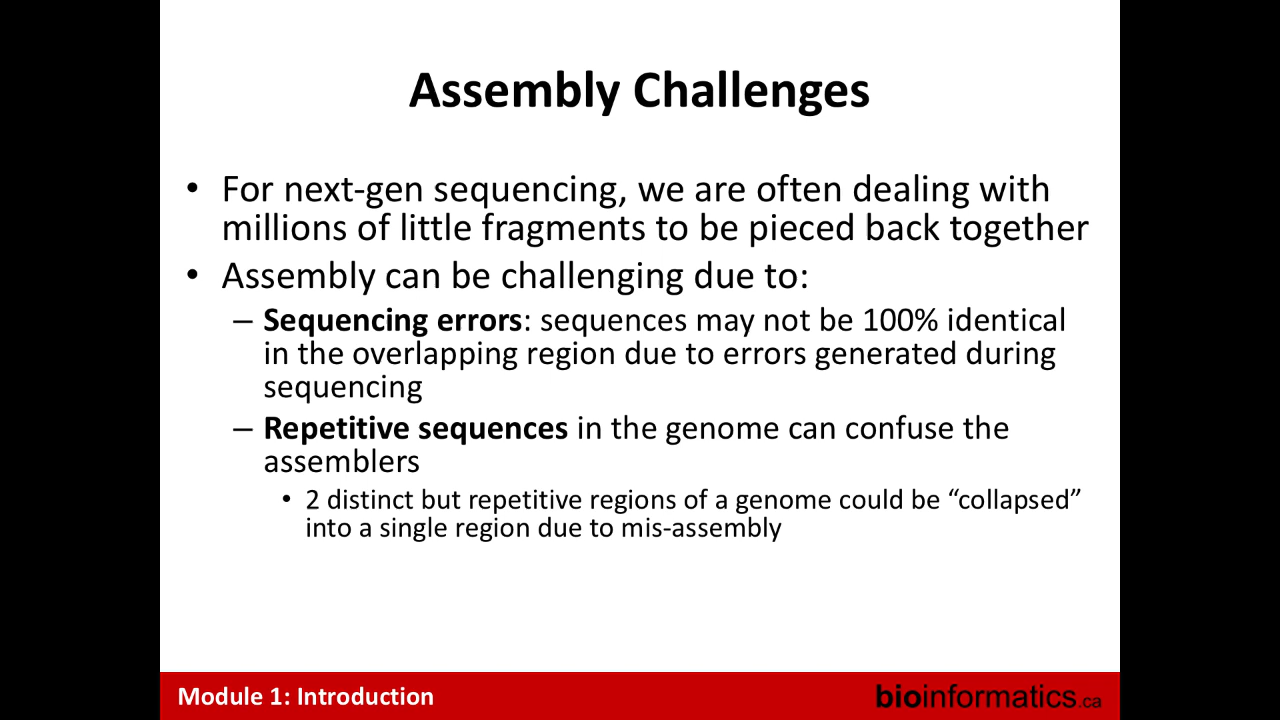 Assembly Challenges
• For next-gen sequencing, we are often dealing with
millions of little fragments to be pieced back together
• Assembly can be challenging due to:
– Sequencing errors: sequences may not be 100% identical
in the overlapping region due to errors generated during
sequencing
– Repetitive sequences in the genome can confuse the
assemblers
• 2 distinct but repetitive regions of a genome could be “collapsed”
into a single region due to mis-assembly
Module 1: Introduction
bioinformatics.ca